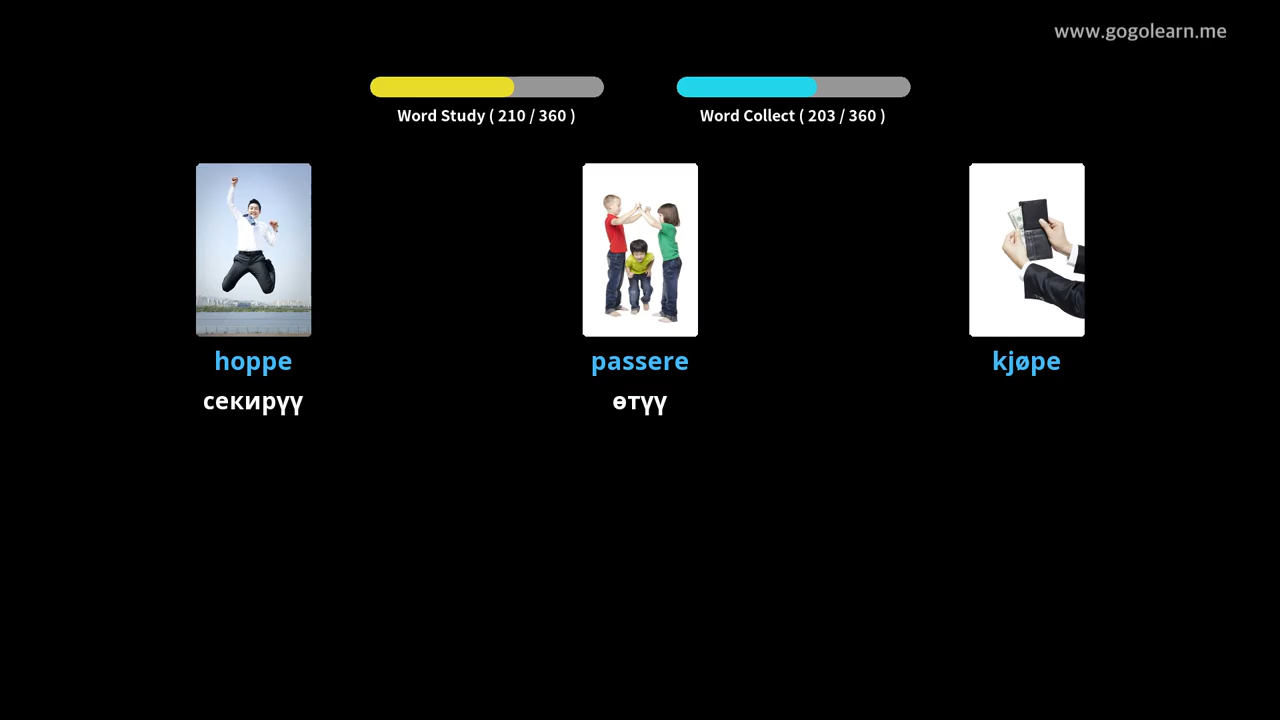 www.gogolearn.me
Word Study ( 210 / 360 )
Word Collect ( 203 / 360 )
hoppe
passere
kjøpe
секирүү
өтүү